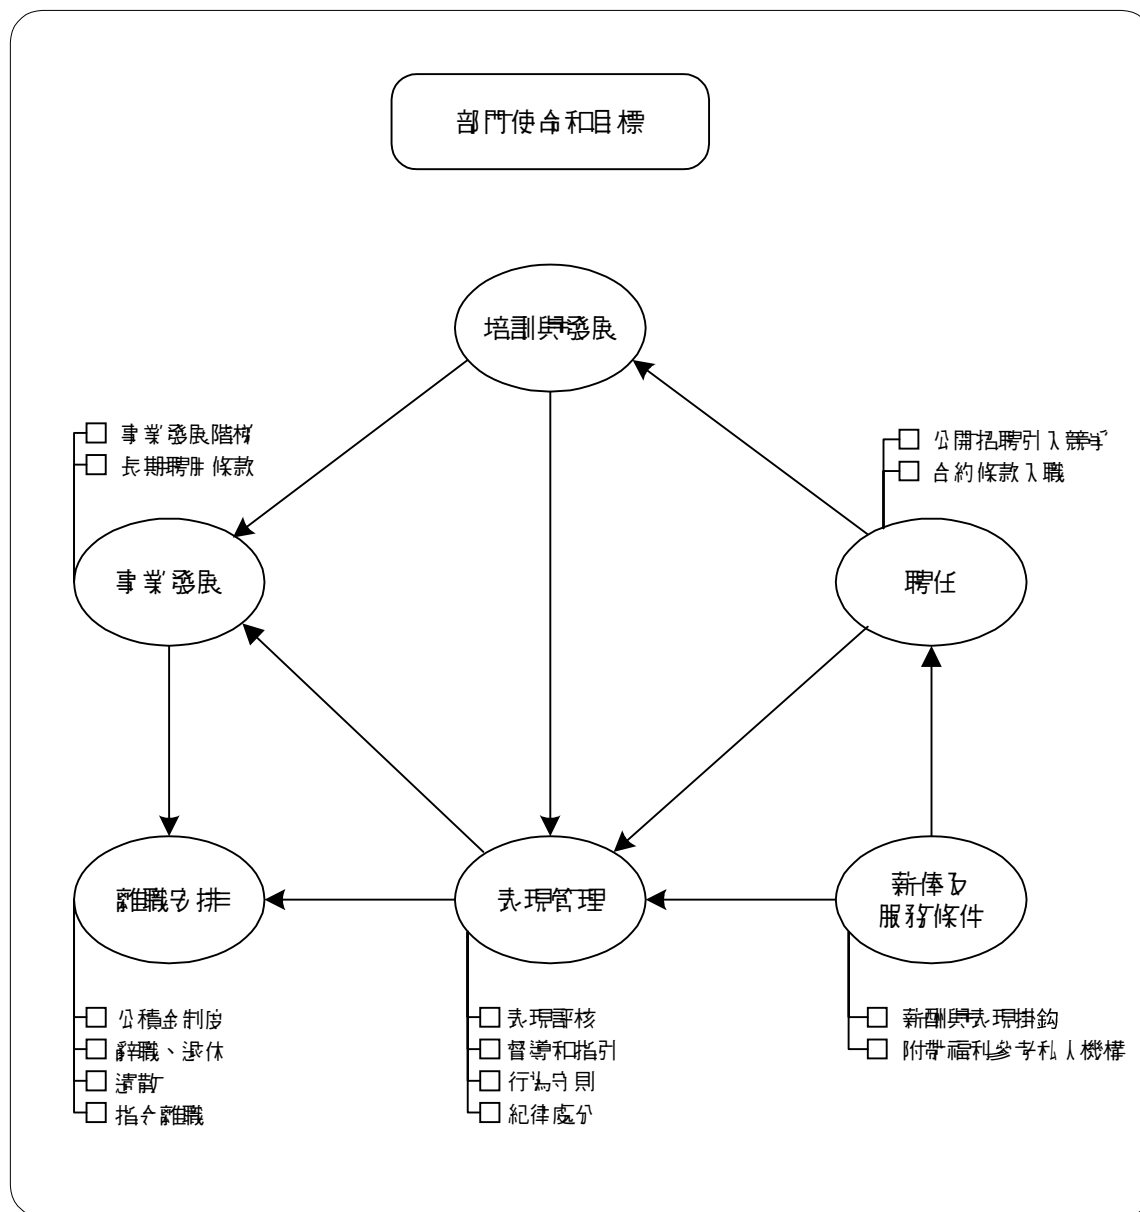 部門使命和目標
培訓與發展
事業發展階梯
長期聘用條款
公開招聘引入競爭
合約條款入職
事業發展
聘任
離職安排
表現管理
薪俸及
服務條件
公積金制度
辭職、退休
遣散
指令離職
表現評核
督導和指引
行為守則
紀律處分
薪酬與表現掛鈎
附帶福利參考私人機構